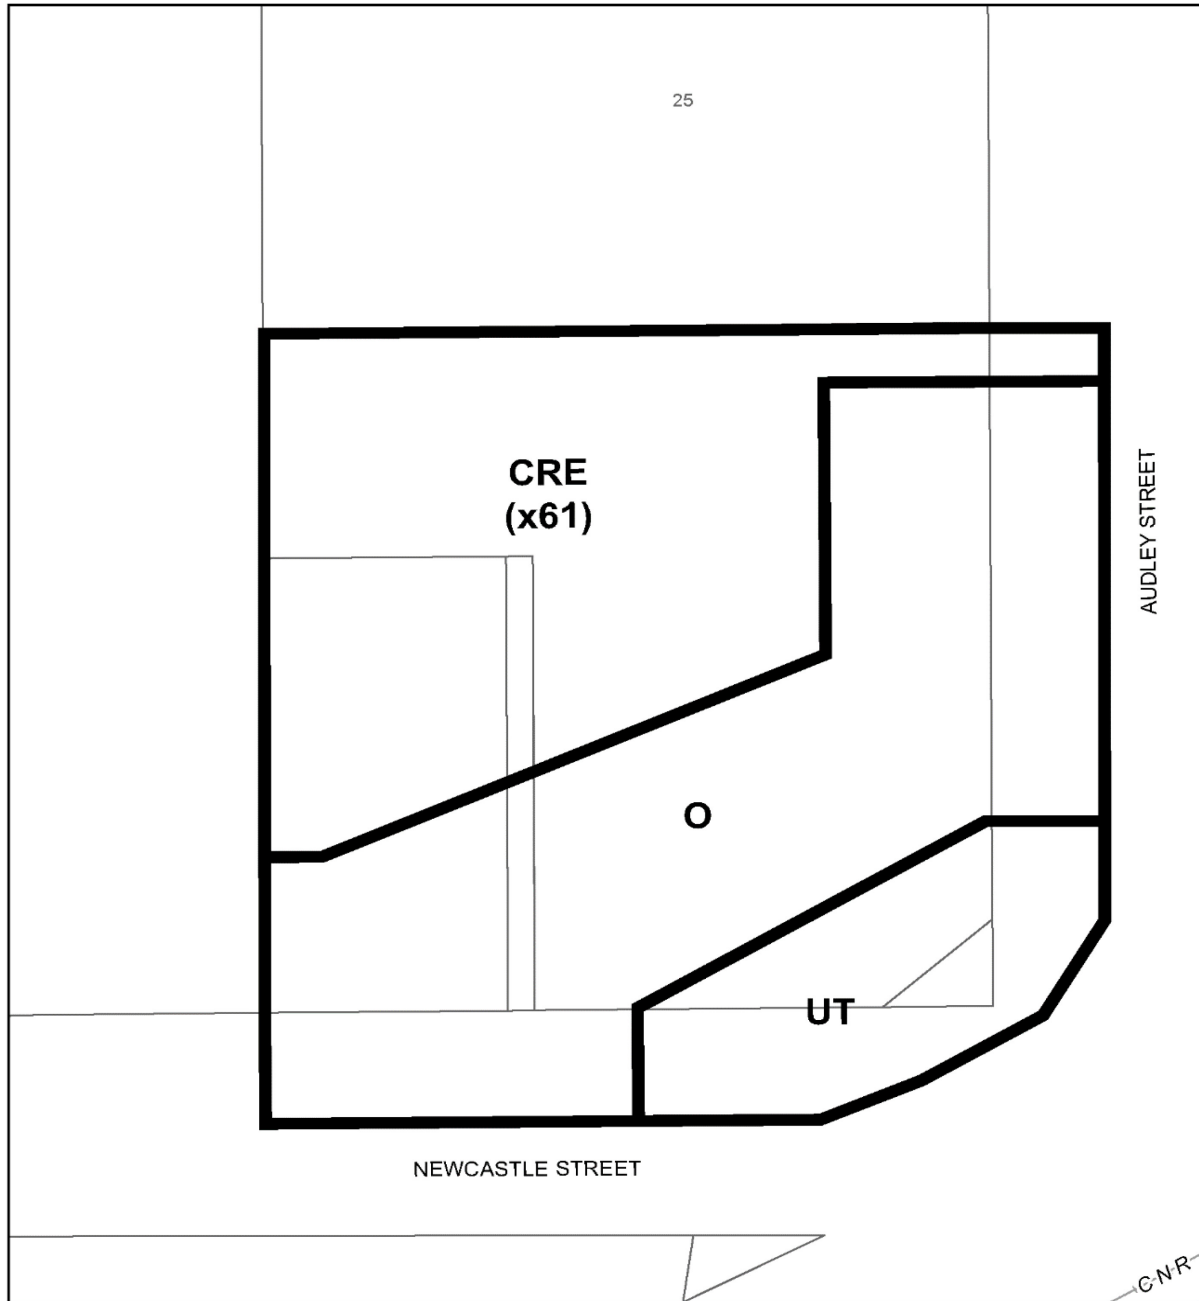 25
CRE
(x61)
AUDLEY STREET
O
UT
NEWCASTLE STREET
C-N-R